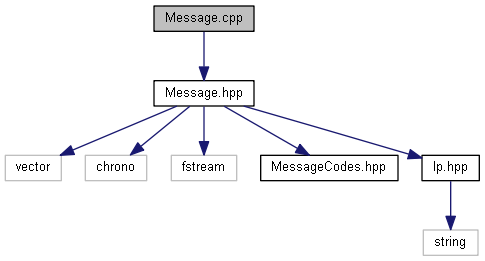 Message.cpp
Message.hpp
vector
chrono
fstream
MessageCodes.hpp
Ip.hpp
string